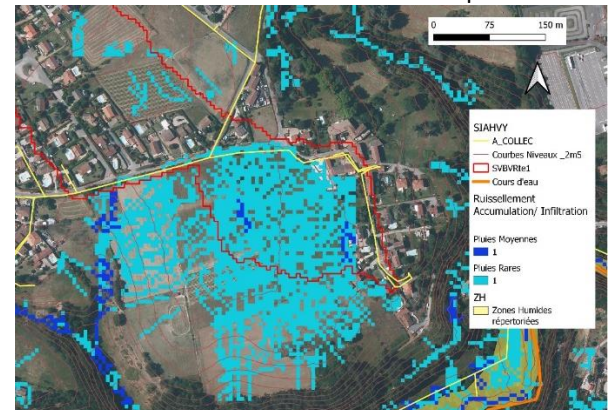 0 75 150 m
SIAHVY
A_COLLEC
Courbes Niveaux _2m5
SVBVRte1
Cours d'eau
Ruissellement
Accumulation/ Infiltration
Pluies Moyennes
1
Pluies Rares
1
ZH
Zones Humides
répertoriées